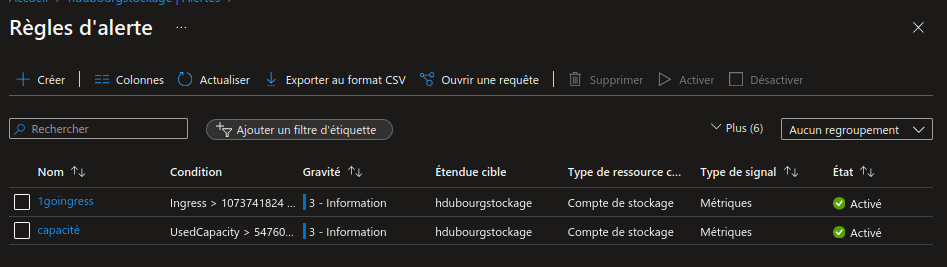 Accueil > hdubourgstockage | Alertes >
Règles d'alerte ...
Créer Colonnes Actualiser Exporter au format CSV Ouvrir une requête Supprimer Activer Désactiver
Rechercher Ajouter un filtre d'étiquette Plus (6) Aucun regroupement
Nom Condition Gravité Étendue cible Type de ressource c... Type de signal État
1goingress Ingress > 1073741824 ... 3 - Information hdubourgstockage Compte de stockage Métriques Activé
capacité UsedCapacity > 54760... 3 - Information hdubourgstockage Compte de stockage Métriques Activé